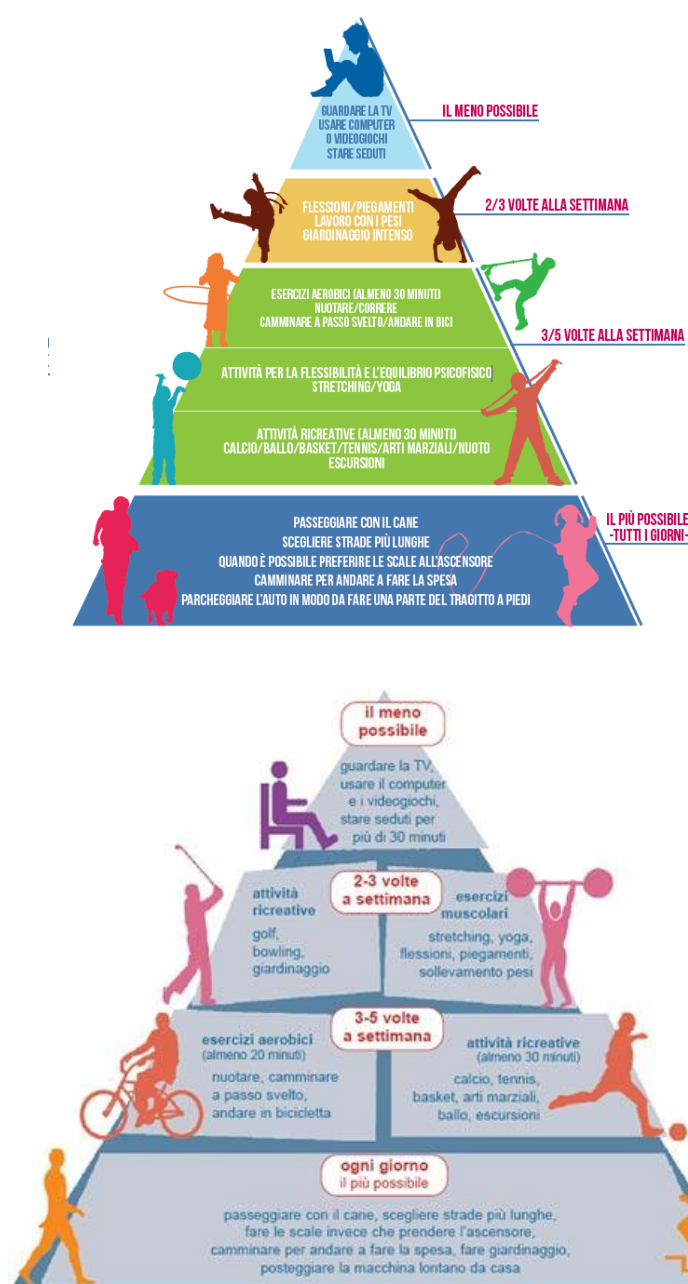 GUARDARE LA TV
USARE COMPUTER
O VIDEOGIOCHI
STARE SEDUTI
IL MENO POSSIBILE
FLESSIONI/PIEGAMENTI
LAVORO CON I PESI
GIARDINAGGIO INTENSO
2/3 VOLTE ALLA SETTIMANA
ESERCIZI AEROBICI (ALMENO 30 MINUTI)
NUOTARE/CORRERE
CAMMINARE A PASSO SVELTO/ANDARE IN BICI
3/5 VOLTE ALLA SETTIMANA
ATTIVITÀ PER LA FLESSIBILITÀ E L'EQUILIBRIO PSICOFISICO
STRETCHING/YOGA
ATTIVITÀ RICREATIVE (ALMENO 30 MINUTI)
CALCIO/BALLO/BASKET/TENNIS/ARTI MARZIALI/NUOTO
ESCURSIONI
PASSEGGIARE CON IL CANE
SCEGLIERE STRADE PIÙ LUNGHE
QUANDO È POSSIBILE PREFERIRE LE SCALE ALL'ASCENSORE
CAMMINARE PER ANDARE A FARE LA SPESA
PARCHEGGIARE L'AUTO IN MODO DA FARE UNA PARTE DEL TRAGITTO A PIEDI
IL PIÙ POSSIBILE
-TUTTI I GIORNI-
il meno
possibile
guardare la TV,
usare il computer
e i videogiochi,
stare seduti per
più di 30 minuti
2-3 volte
a settimana
attività
ricreative
golf,
bowling,
giardinaggio
esercizi
muscolari
stretching, yoga,
flessioni, piegamenti,
sollevamento pesi
3-5 volte
a settimana
esercizi aerobici
(almeno 20 minuti)
nuotare, camminare
a passo svelto,
andare in bicicletta
attività ricreative
(almeno 30 minuti)
calcio, tennis,
basket, arti marziali,
ballo, escursioni
ogni giorno
il più possibile
passeggiare con il cane, scegliere strade più lunghe,
fare le scale invece che prendere l'ascensore,
camminare per andare a fare la spesa, fare giardinaggio,
posteggiare la macchina lontano da casa